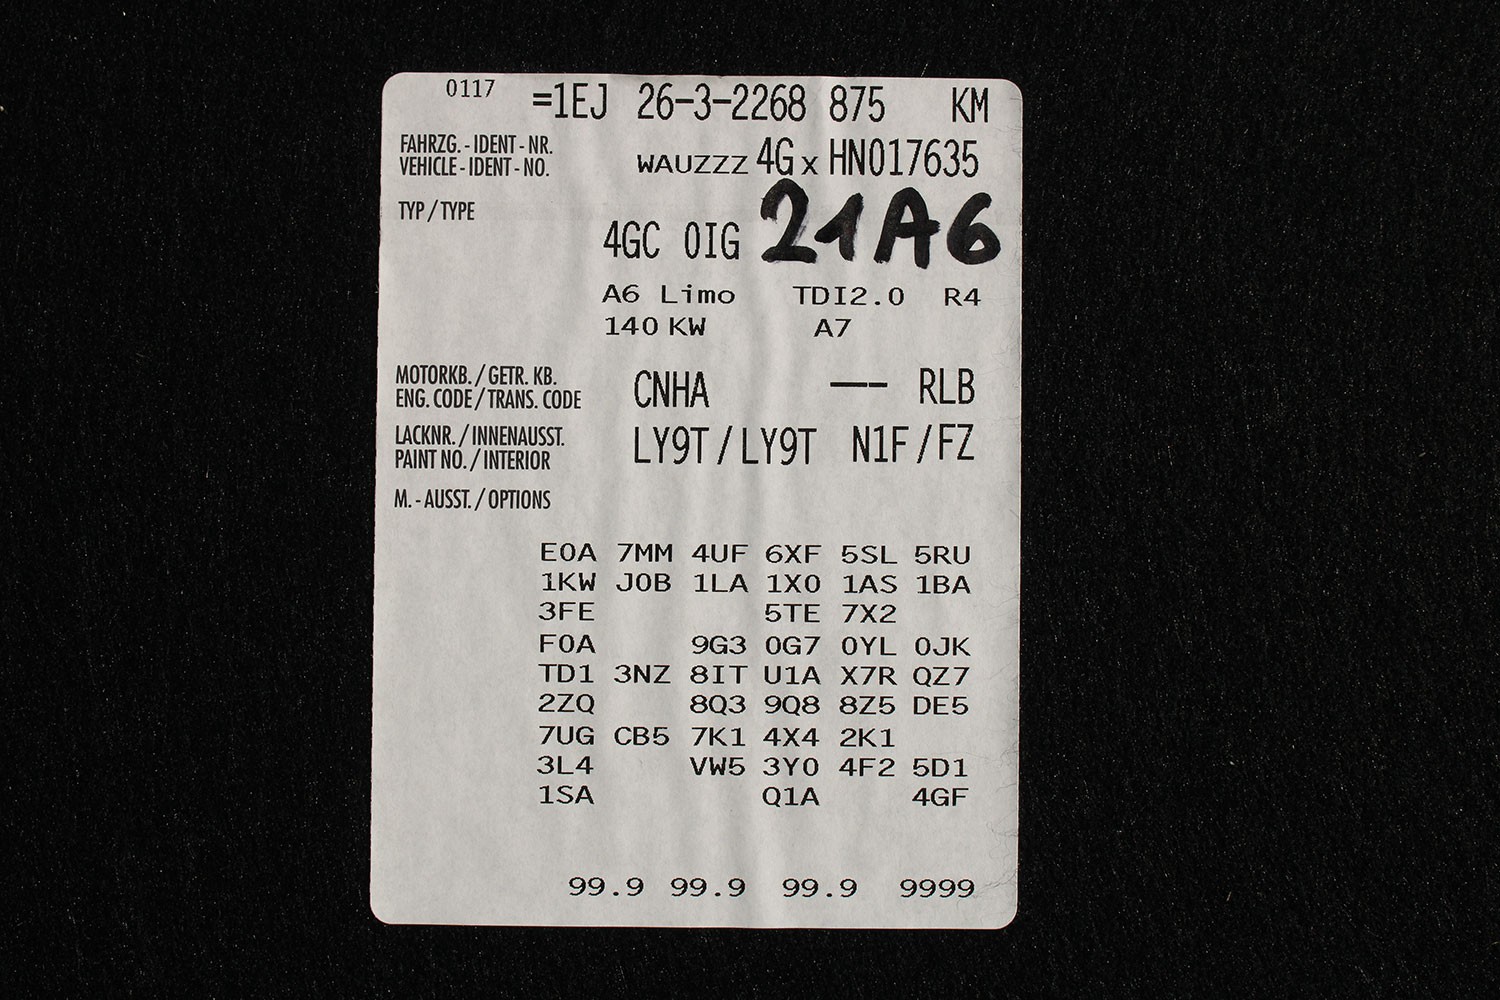 0117 =1EJ 26-3-2268 875 KM
FAHRZG.-IDENT-NR.
VEHICLE-IDENT-NO. WAUZZZ 4G x HN017635
TYP/TYPE
4GC 0IG 21A6
A6 Limo TDI2.0 R4
140 KW A7
MOTORKB./GETR. KB.
ENG. CODE/TRANS. CODE CNHA --- RLB
LACKNR./INNENAUSST.
PAINT NO./INTERIOR LY9T/LY9T N1F/FZ
M.-AUSST./OPTIONS
E0A 7MM 4UF 6XF 5SL 5RU
1KW J0B 1LA 1X0 1AS 1BA
3FE 5TE 7X2
F0A 9G3 0G7 0YL 0JK
TD1 3NZ 8IT U1A X7R QZ7
2ZQ 8Q3 9Q8 8Z5 DE5
7UG CB5 7K1 4X4 2K1
3L4 VW5 3Y0 4F2 5D1
1SA Q1A 4GF
99.9 99.9 99.9 9999